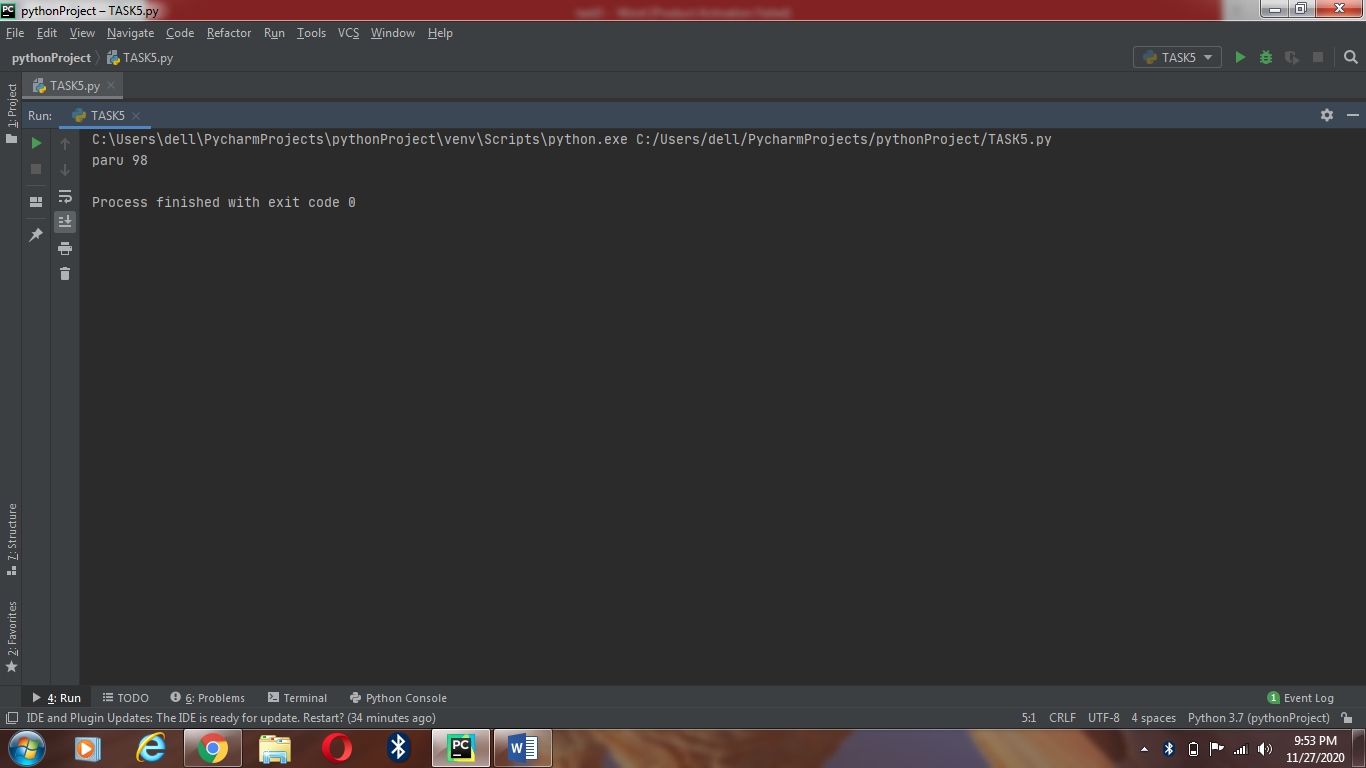 pythonProject – TASK5.py
File Edit View Navigate Code Refactor Run Tools VCS Window Help
pythonProject TASK5.py
TASK5
TASK5.py
1: Project
Run: TASK5
C:\Users\dell\PycharmProjects\pythonProject\venv\Scripts\python.exe C:/Users/dell/PycharmProjects/pythonProject/TASK5.py
paru 98
Process finished with exit code 0
7: Structure
2: Favorites
4: Run TODO 6: Problems Terminal Python Console
1 Event Log
IDE and Plugin Updates: The IDE is ready for update. Restart? (34 minutes ago)
5:1 CRLF UTF-8 4 spaces Python 3.7 (pythonProject)
PC
9:53 PM
11/27/2020